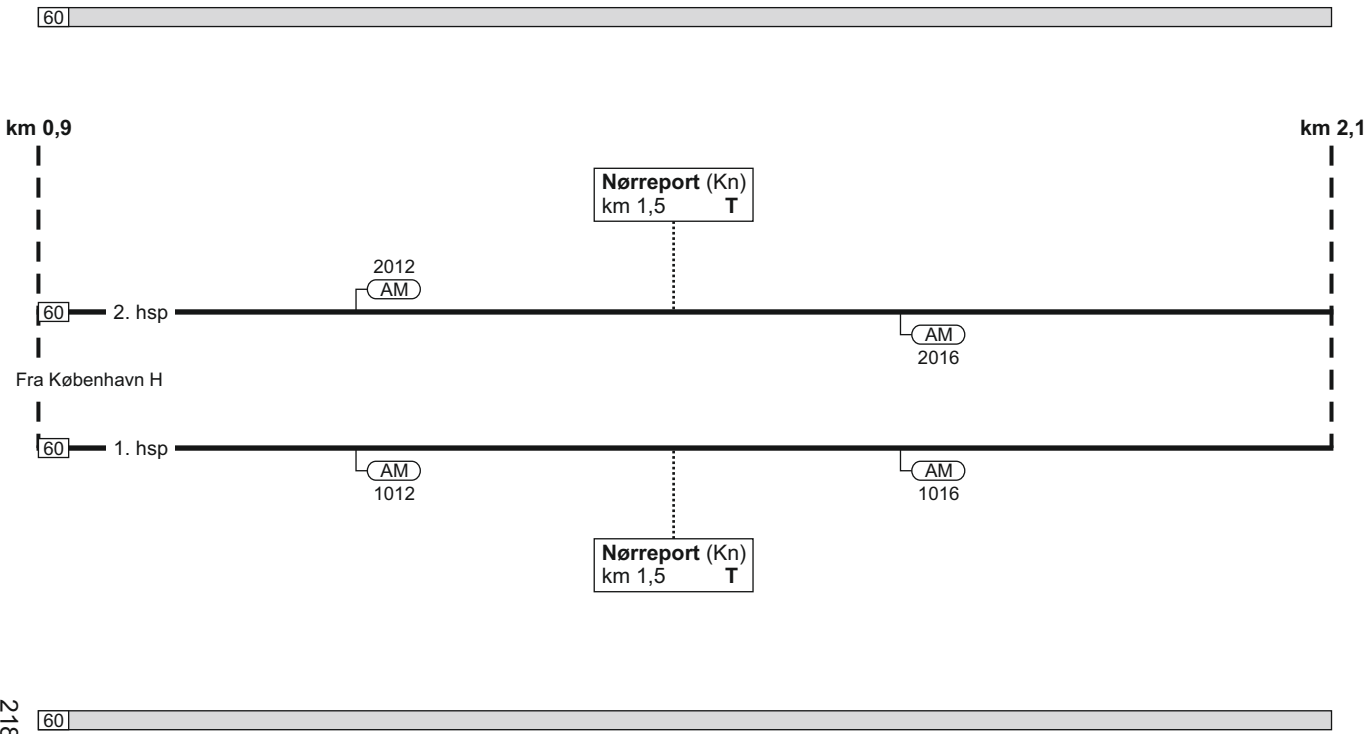 60
km 0,9
km 2,1
Nørreport (Kn)
km 1,5 T
2012
AM
60
2. hsp
AM
2016
Fra København H
60
1. hsp
AM
1012
AM
1016
Nørreport (Kn)
km 1,5 T
218
60